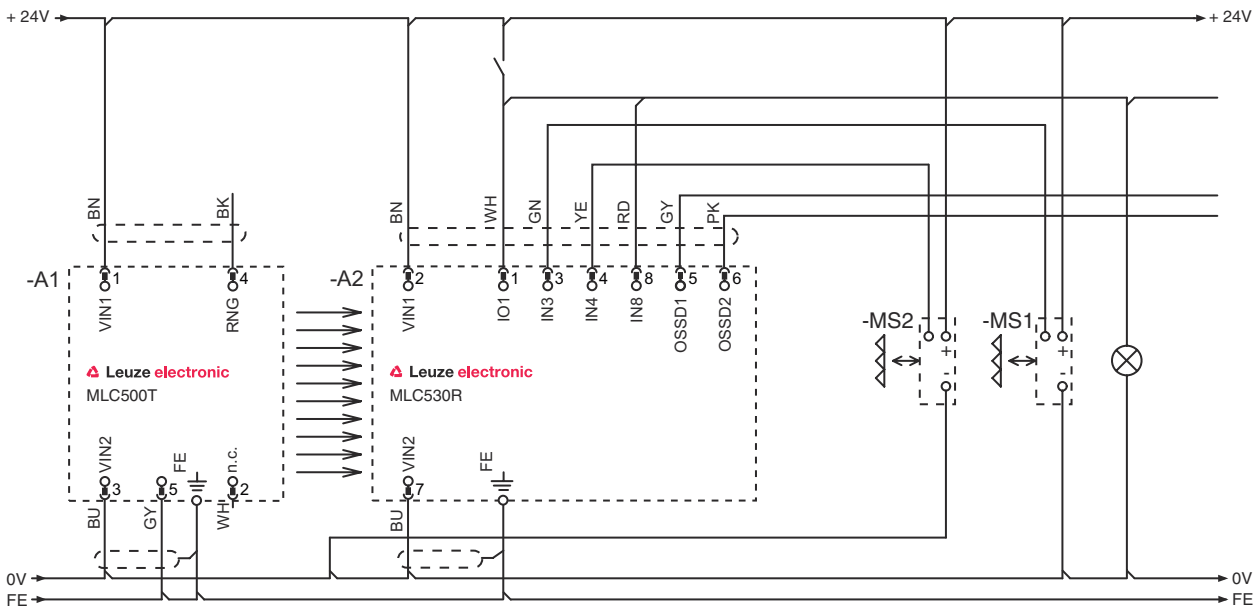 + 24V
+ 24V
BN
BK
BN
WH
GN
YE
RD
GY
PK
-A1
1
4
-A2
2
1
3
4
8
5
6
VIN1
RNG
VIN1
IO1
IN3
IN4
IN8
OSSD1
OSSD2
-MS2
-MS1
+
+
-
-
Leuze electronic
MLC500T
Leuze electronic
MLC530R
VIN2
FE
n.c.
VIN2
FE
3
5
2
7
BU
GY
WH
BU
0V
0V
FE
FE